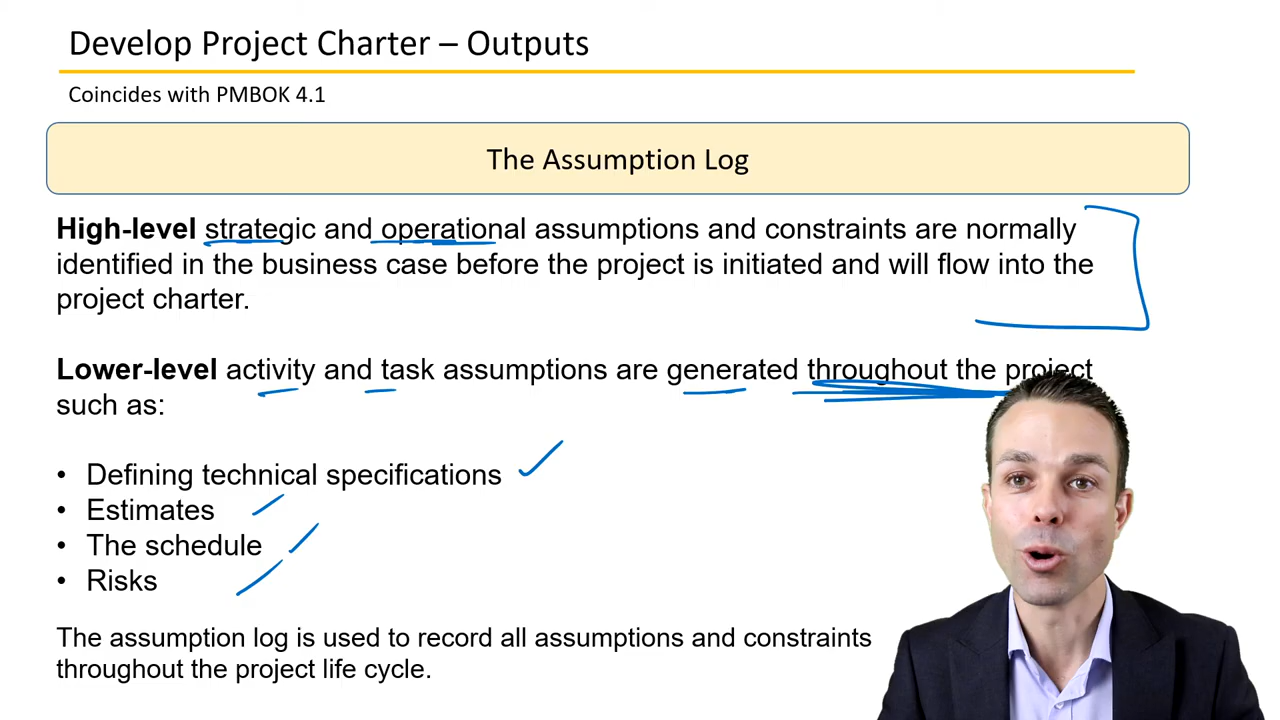 Develop Project Charter – Outputs
Coincides with PMBOK 4.1
The Assumption Log
High-level strategic and operational assumptions and constraints are normally
identified in the business case before the project is initiated and will flow into the
project charter.
Lower-level activity and task assumptions are generated throughout the project
such as:
• Defining technical specifications
• Estimates
• The schedule
• Risks
The assumption log is used to record all assumptions and constraints
throughout the project life cycle.